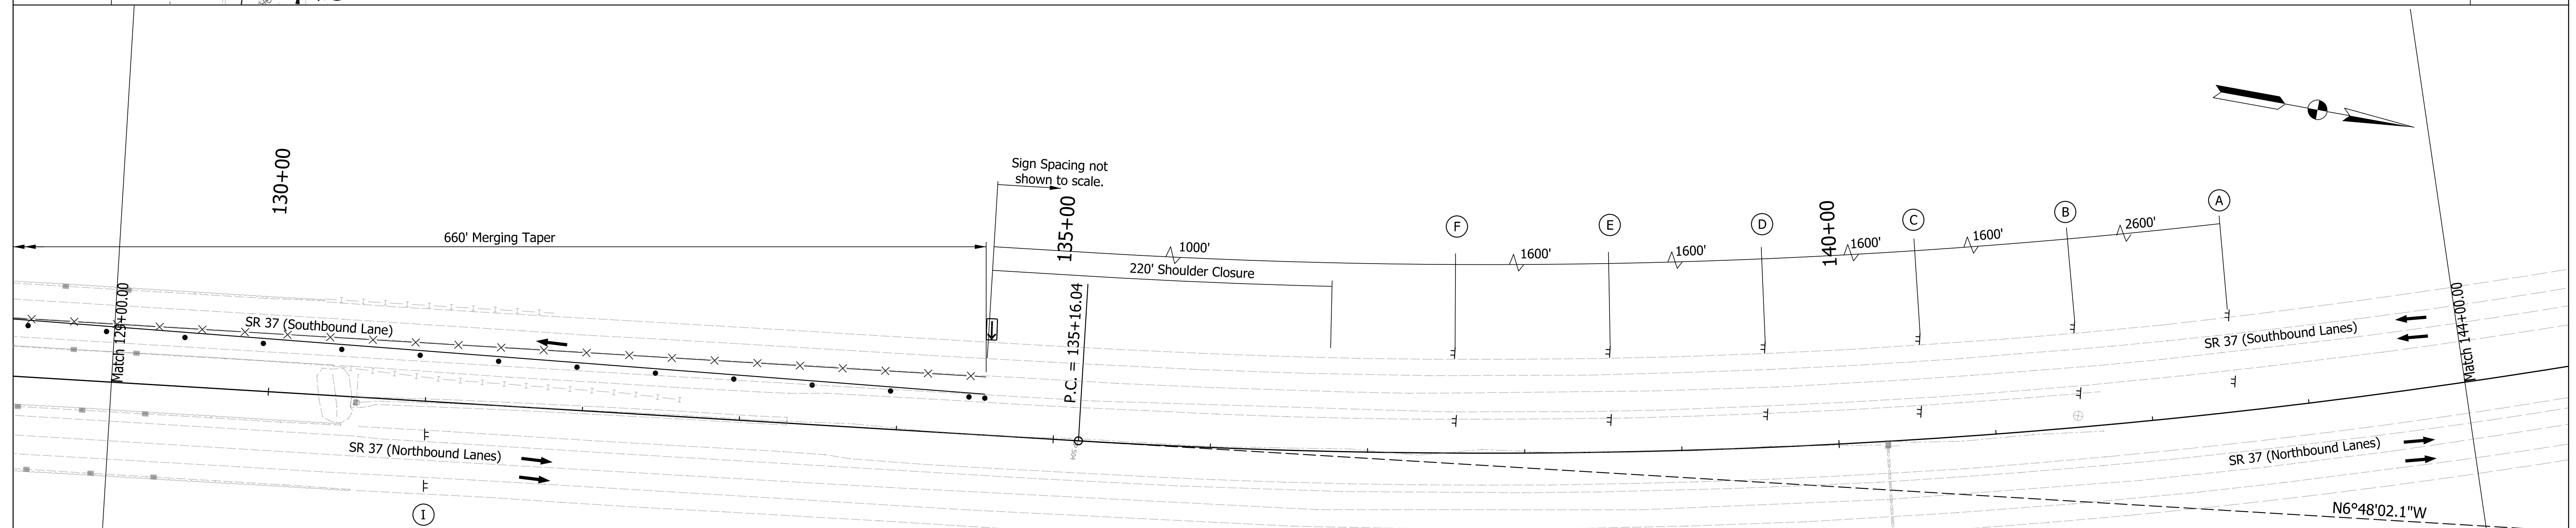 130+00
Sign Spacing not
shown to scale.
135+00
140+00
F
E
D
C
B
A
660' Merging Taper
1000'
1600'
1600'
1600'
1600'
2600'
220' Shoulder Closure
Match 129+00.00
SR 37 (Southbound Lane)
P.C. = 135+16.04
SR 37 (Southbound Lanes)
Match 144+00.00
SR 37 (Northbound Lanes)
SR 37 (Northbound Lanes)
N6°48'02.1"W
I